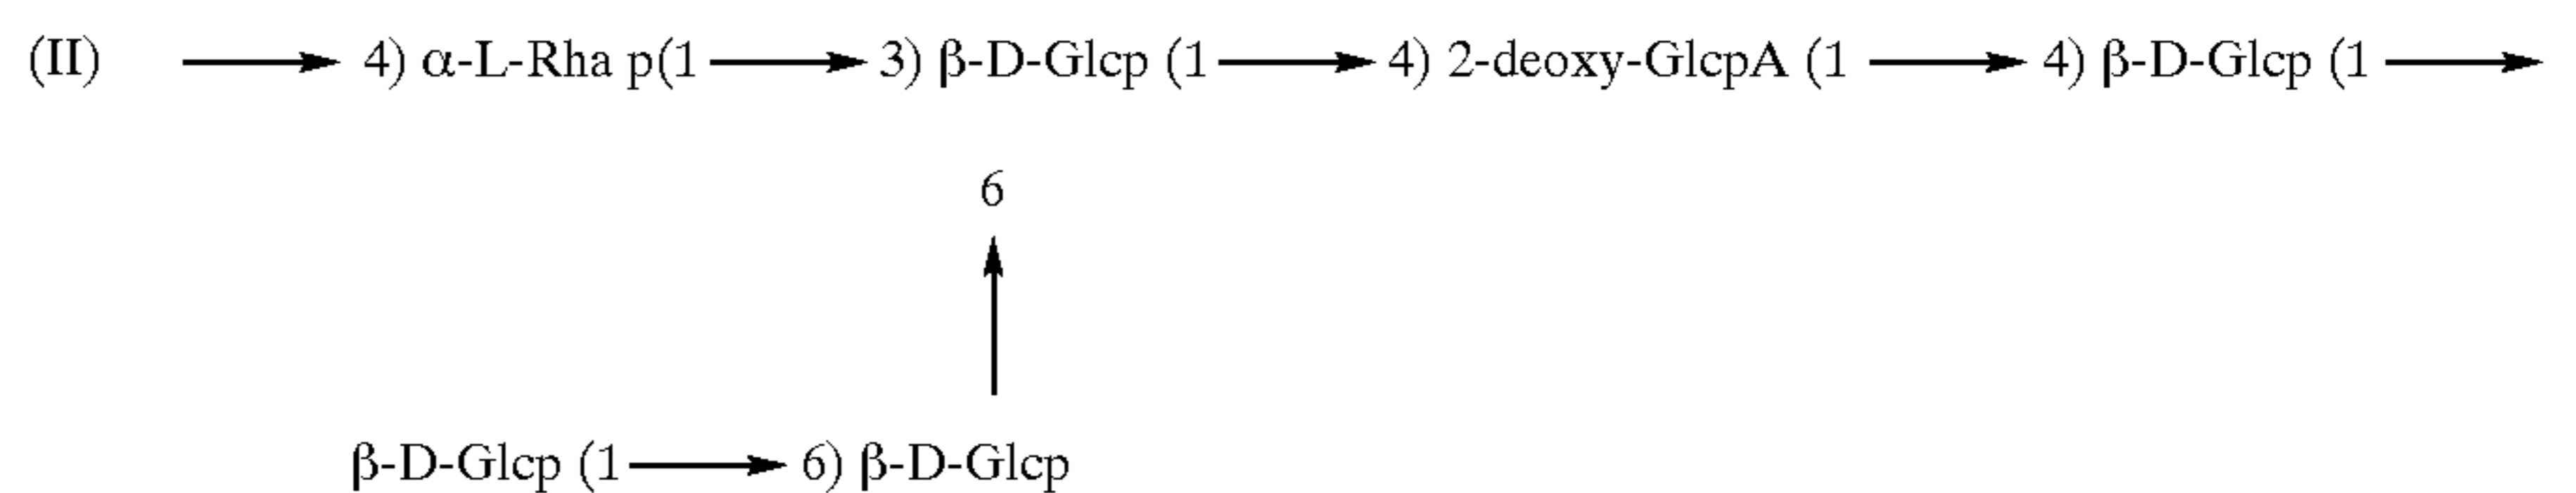 (II) ⟶ 4) α-L-Rha p(1 ⟶ 3) β-D-Glcp (1 ⟶ 4) 2-deoxy-GlcpA (1 ⟶ 4) β-D-Glcp (1 ⟶
6
↑
β-D-Glcp (1 ⟶ 6) β-D-Glcp